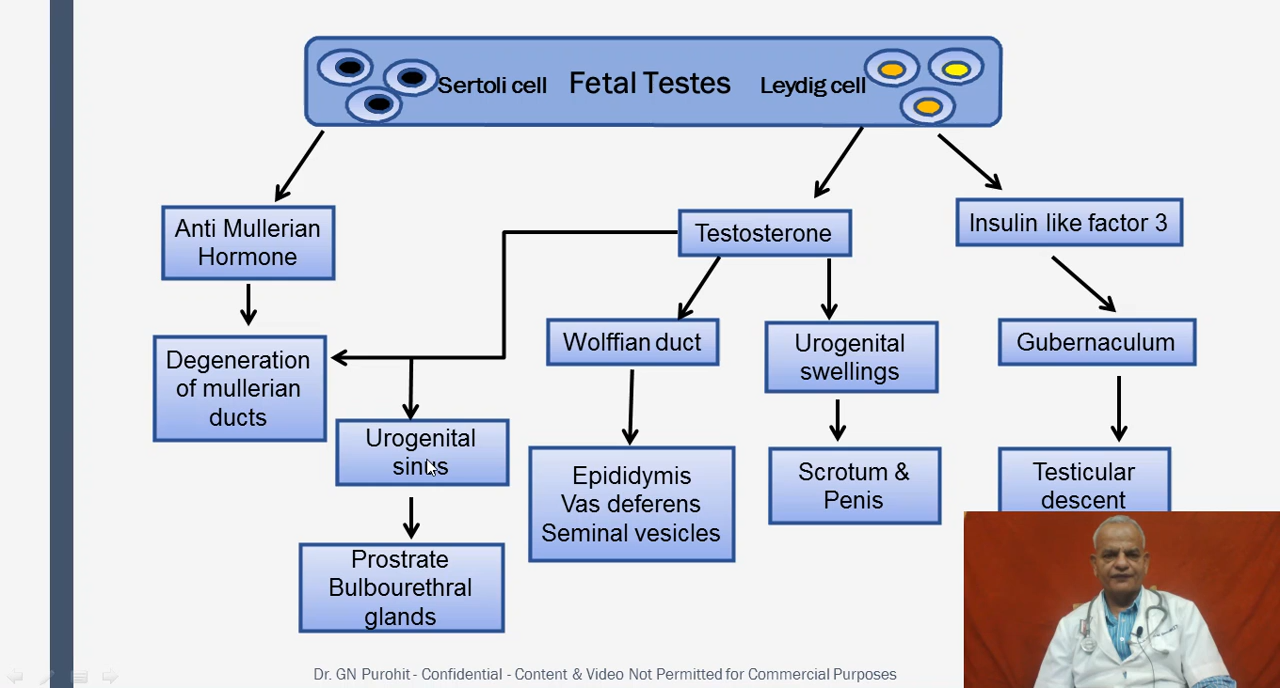 Sertoli cell Fetal Testes Leydig cell
Anti Mullerian
Hormone
Testosterone
Insulin like factor 3
Degeneration
of mullerian
ducts
Wolffian duct
Urogenital
swellings
Gubernaculum
Urogenital
sinus
Epididymis
Vas deferens
Seminal vesicles
Scrotum &
Penis
Testicular
descent
Prostrate
Bulbourethral
glands
Dr. GN Purohit - Confidential - Content & Video Not Permitted for Commercial Purposes